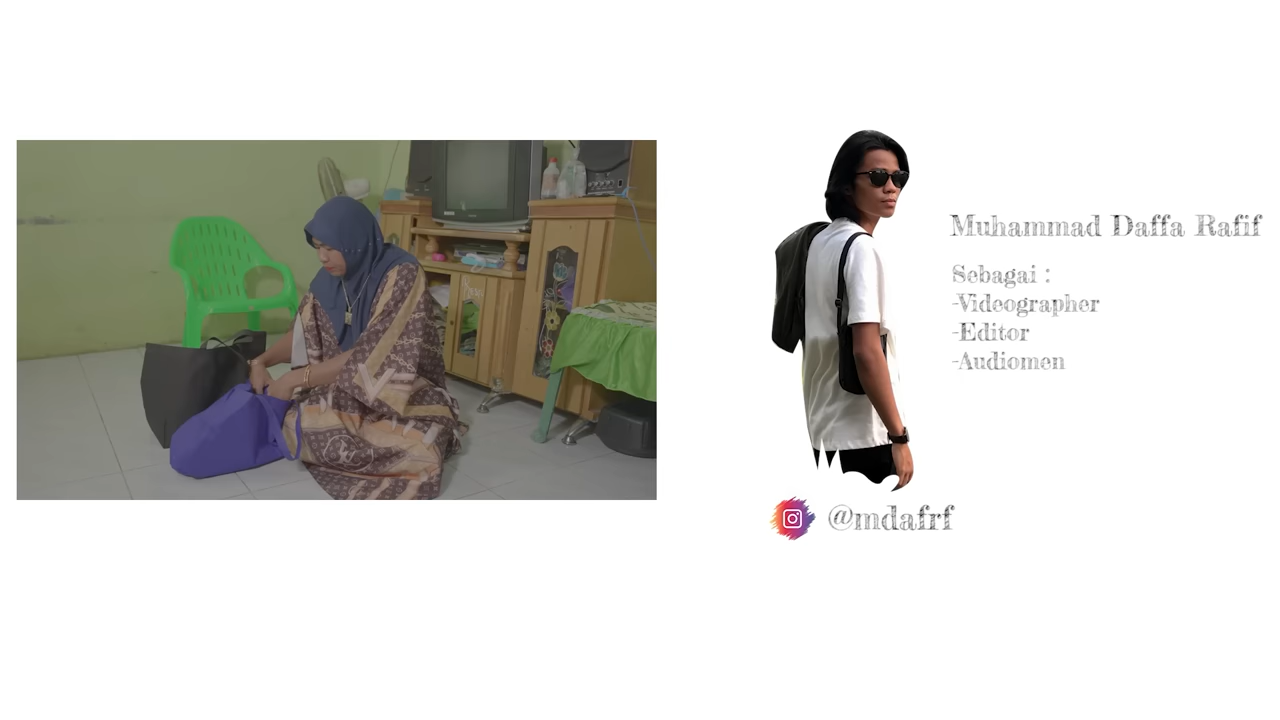 Muhammad Daffa Rafif
Sebagai :
-Videographer
-Editor
-Audiomen
@mdafrf